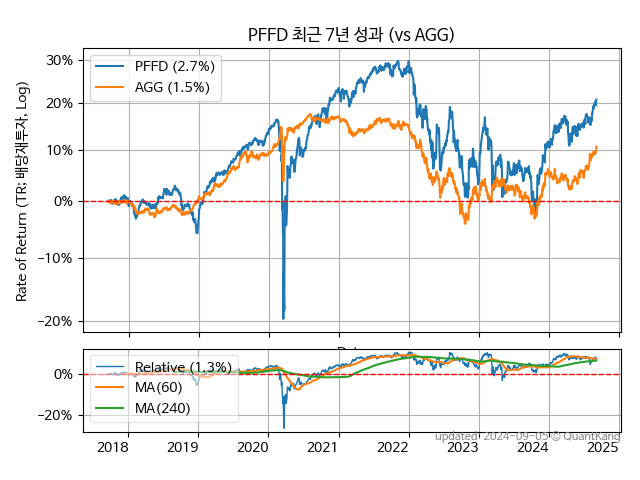 PFFD 최근 7년 성과 (vs AGG)
Rate of Return (TR: 배당재투자, Log)
30%
20%
10%
0%
−10%
−20%
PFFD (2.7%)
AGG (1.5%)
0%
−20%
Relative (1.3%)
MA(60)
MA(240)
2018 2019 2020 2021 2022 2023 2024 2025
updated: 2024-09-05 © QuantKang